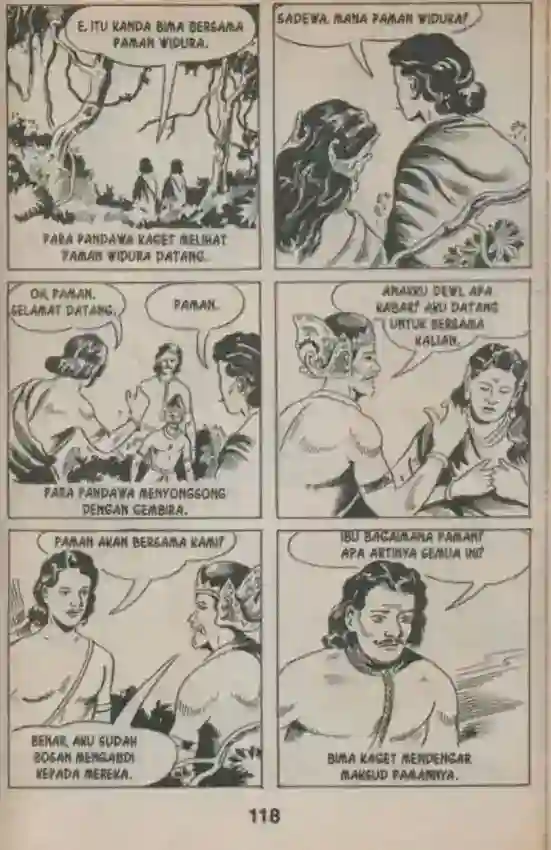 E, ITU KANDA BIMA BERSAMA
PAMAN WIDURA.
PARA PANDAWA KAGET MELIHAT
PAMAN WIDURA DATANG.
SADEWA, MANA PAMAN WIDURA?
OH, PAMAN.
SELAMAT DATANG.
PAMAN.
PARA PANDAWA MENYONGSONG
DENGAN GEMBIRA.
ANAKKU DEWI, APA
KABAR? AKU DATANG
UNTUK BERSAMA
KALIAN.
PAMAN AKAN BERSAMA KAMI?
BENAR, AKU SUDAH
BOSAN MENGABDI
KEPADA MEREKA.
IBU BAGAIMANA PAMAN?
APA ARTINYA SEMUA INI?
BIMA KAGET MENDENGAR
MAKSUD PAMANNYA.
118